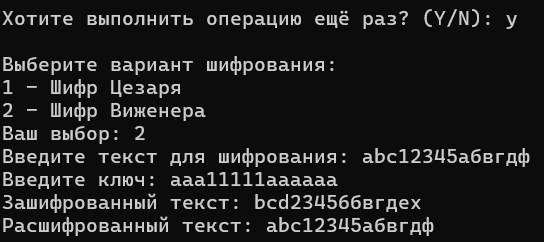 Хотите выполнить операцию ещё раз? (Y/N): y
Выберите вариант шифрования:
1 - Шифр Цезаря
2 - Шифр Виженера
Ваш выбор: 2
Введите текст для шифрования: abc12345абвгдф
Введите ключ: aaa11111аааааа
Зашифрованный текст: bcd23456бвгдех
Расшифрованный текст: abc12345абвгдф